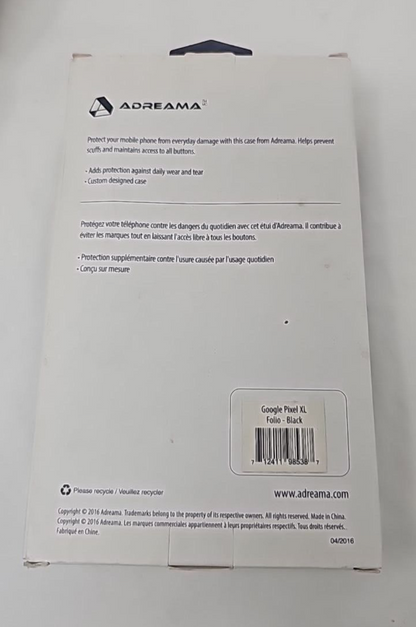 ADREAMA
Protect your mobile phone from everyday damage with this case from Adreama. Helps prevent
scuffs and maintains access to all buttons.
- Adds protection against daily wear and tear
- Custom designed case
Protégez votre téléphone contre les dangers du quotidien avec cet étui d'Adreama. Il contribue à
éviter les marques tout en laissant l'accès libre à tous les boutons.
- Protection supplémentaire contre l'usure causée par l'usage quotidien
- Conçu sur mesure
Google Pixel XL
Folio - Black
7 12411 98538 7
Please recycle / Veuillez recycler
www.adreama.com
Copyright © 2016 Adreama. Trademarks belong to the property of its respective owners. All rights reserved. Made in China.
Copyright © 2016 Adreama. Les marques commerciales appartiennent à leurs propriétaires respectifs. Tous droits réservés.
Fabriqué en Chine.
04/2016